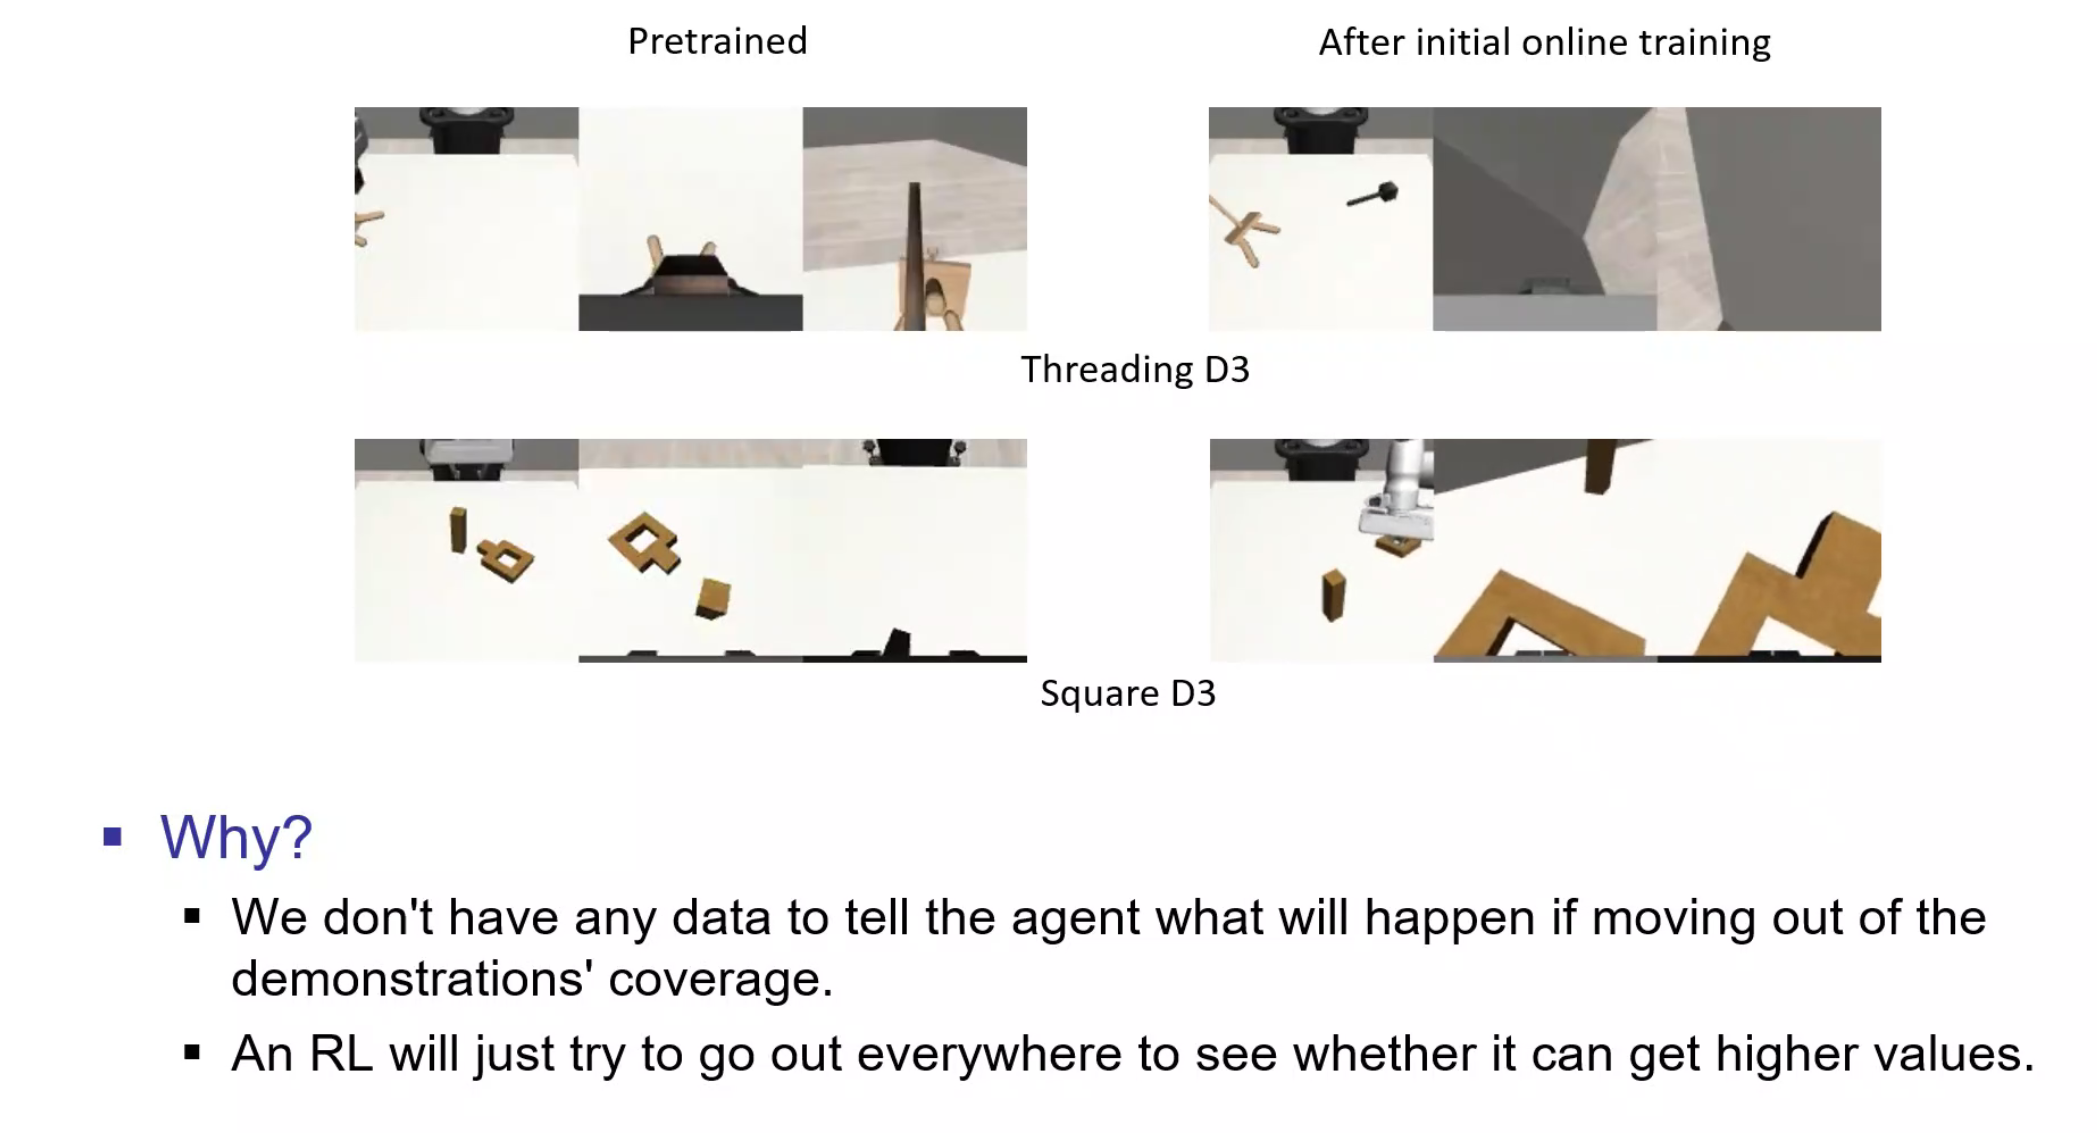 Pretrained
After initial online training
Threading D3
Square D3
Why?
We don't have any data to tell the agent what will happen if moving out of the
demonstrations' coverage.
An RL will just try to go out everywhere to see whether it can get higher values.